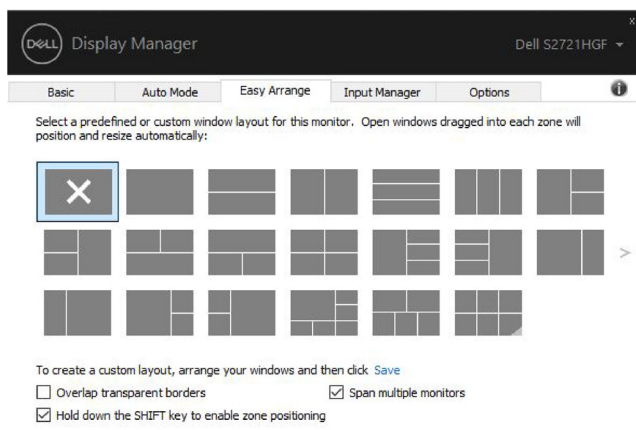 DELL Display Manager
Dell S2721HGF
Basic
Auto Mode
Easy Arrange
Input Manager
Options
Select a predefined or custom window layout for this monitor. Open windows dragged into each zone will
position and resize automatically:
To create a custom layout, arrange your windows and then click Save
Overlap transparent borders
Span multiple monitors
Hold down the SHIFT key to enable zone positioning